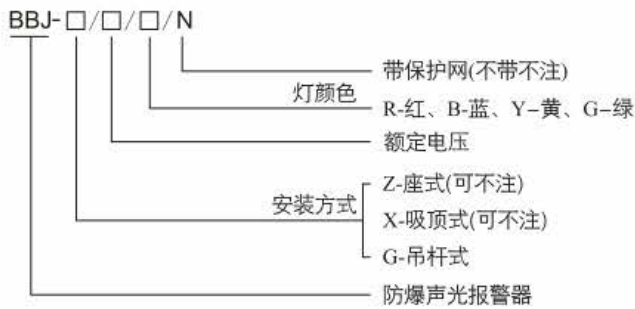 BBJ-□/□/□/N
带保护网(不带不注)
灯颜色
R-红、B-蓝、Y-黄、G-绿
额定电压
安装方式
Z-座式(可不注)
X-吸顶式(可不注)
G-吊杆式
防爆声光报警器